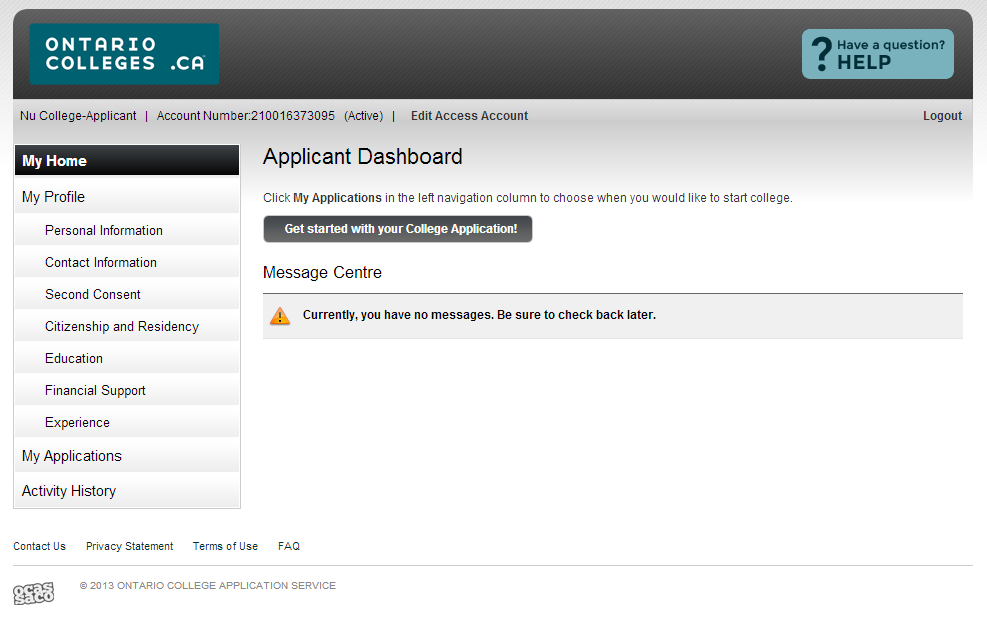 ONTARIO
COLLEGES .CA
? Have a question?
HELP
Nu College-Applicant | Account Number:210016373095 (Active) | Edit Access Account
Logout
My Home
My Profile
Personal Information
Contact Information
Second Consent
Citizenship and Residency
Education
Financial Support
Experience
My Applications
Activity History
Applicant Dashboard
Click My Applications in the left navigation column to choose when you would like to start college.
Get started with your College Application!
Message Centre
Currently, you have no messages. Be sure to check back later.
Contact Us Privacy Statement Terms of Use FAQ
ocas
saco
© 2013 ONTARIO COLLEGE APPLICATION SERVICE